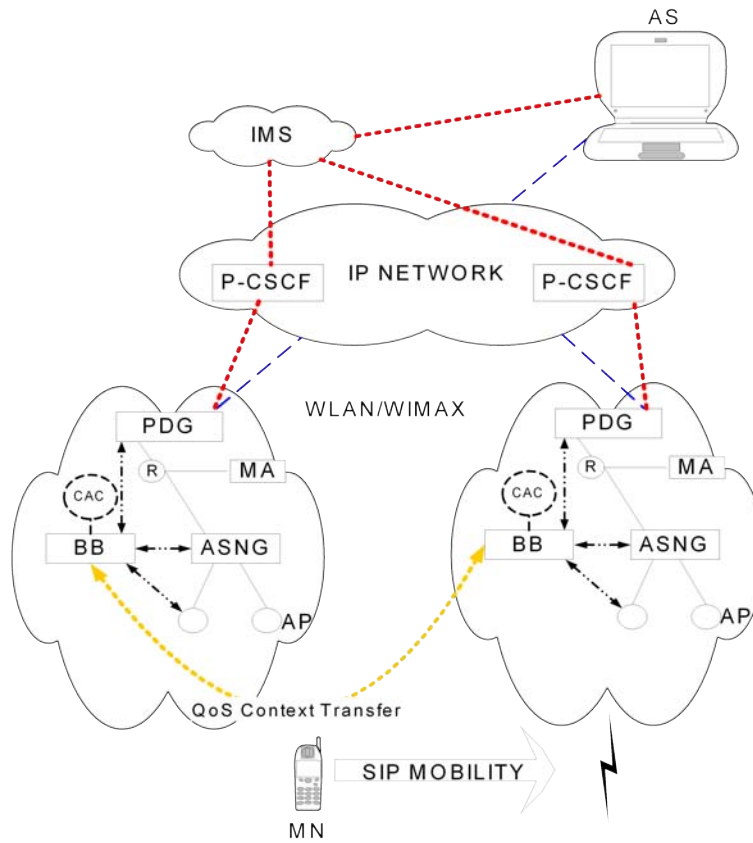 AS
IMS
IP NETWORK
P-CSCF
P-CSCF
WLAN/WIMAX
PDG
PDG
R
MA
R
MA
CAC
CAC
BB
ASNG
BB
ASNG
AP
AP
QoS Context Transfer
SIP MOBILITY
MN